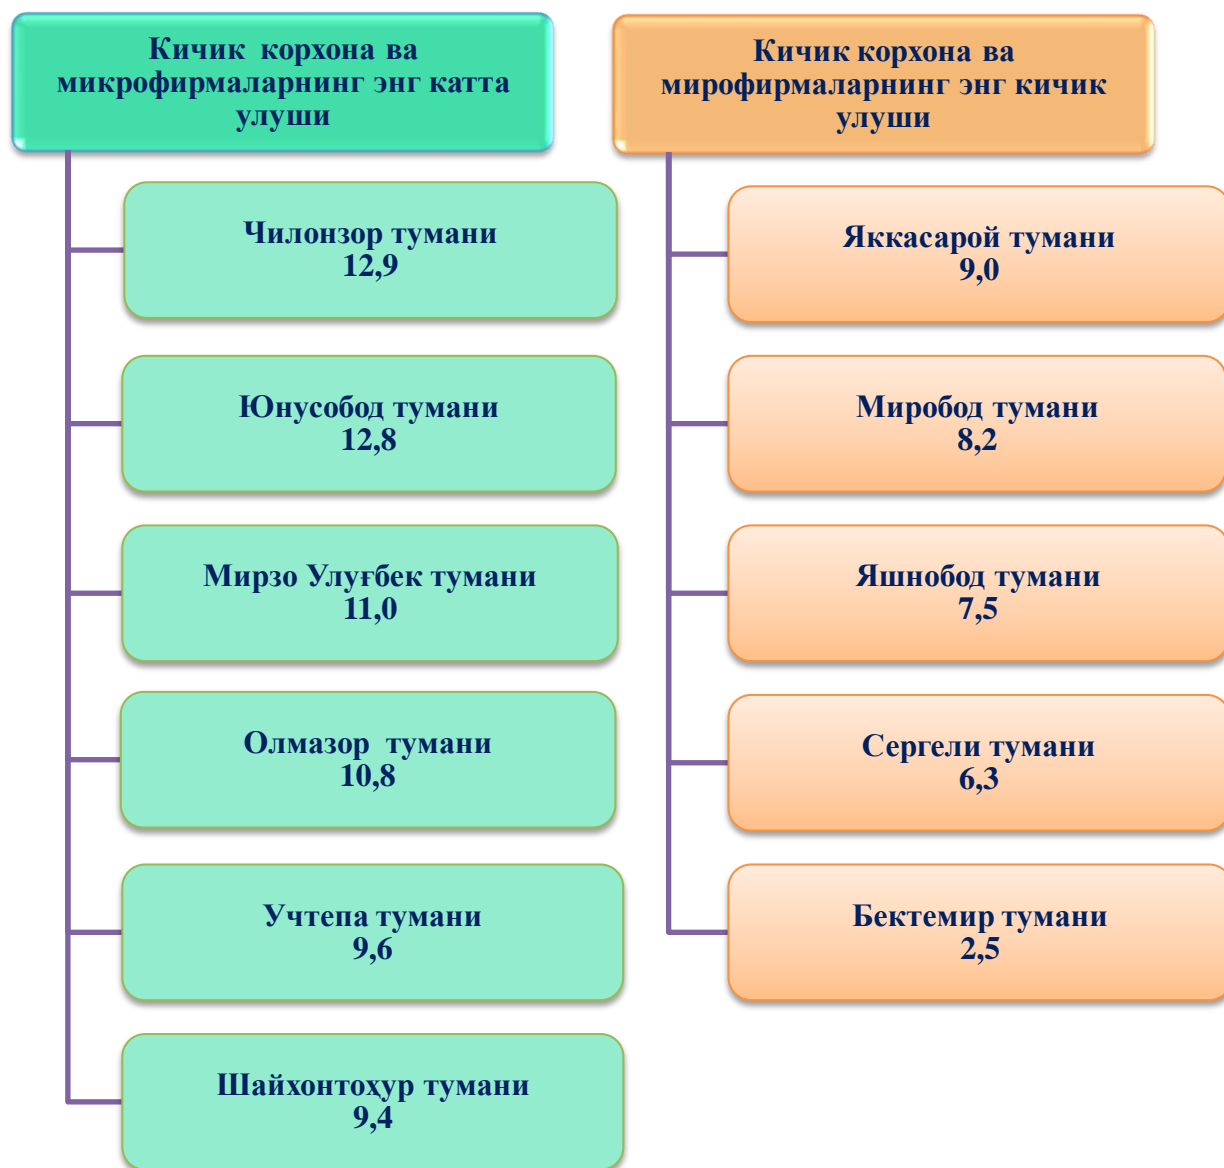 Кичик корхона ва
микрофирмаларнинг энг катта
улуши
Чилонзор тумани
12,9
Юнусобод тумани
12,8
Мирзо Улуғбек тумани
11,0
Олмазор тумани
10,8
Учтепа тумани
9,6
Шайхонтоҳур тумани
9,4
Кичик корхона ва
мирофирмаларнинг энг кичик
улуши
Яккасарой тумани
9,0
Миробод тумани
8,2
Яшнобод тумани
7,5
Сергели тумани
6,3
Бектемир тумани
2,5